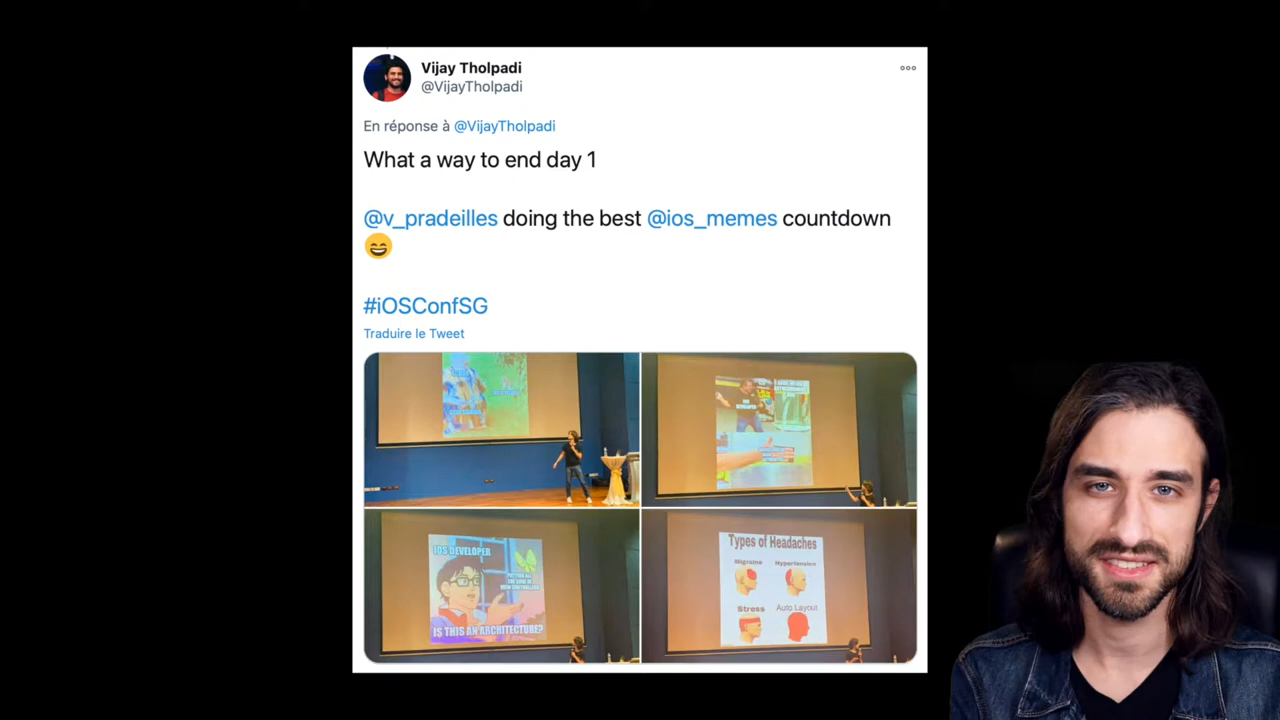 Vijay Tholpadi
@VijayTholpadi
En réponse à @VijayTholpadi
What a way to end day 1
@v_pradeilles doing the best @ios_memes countdown
#iOSConfSG
Traduire le Tweet
IOS DEVELOPER
IS THIS AN ARCHITECTURE?
Types of Headaches
Migraine
Hypertension
Stress
Auto Layout